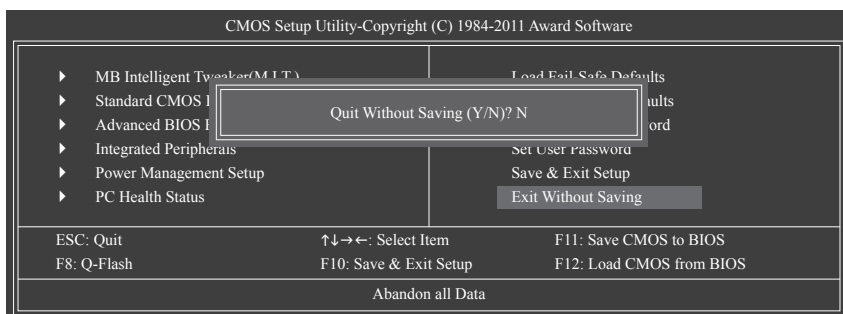 CMOS Setup Utility-Copyright (C) 1984-2011 Award Software
MB Intelligent Tweaker(M.I.T.)
Standard CMOS
Advanced BIOS
Integrated Peripherals
Power Management Setup
PC Health Status
Load Fail-Safe Defaults
Set User Password
Save & Exit Setup
Exit Without Saving
Quit Without Saving (Y/N)? N
ESC: Quit
↑↓→←: Select Item
F11: Save CMOS to BIOS
F8: Q-Flash
F10: Save & Exit Setup
F12: Load CMOS from BIOS
Abandon all Data